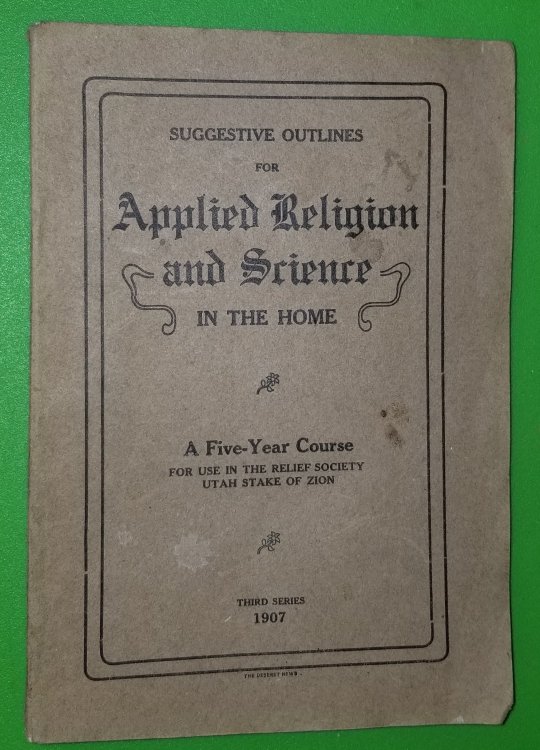 SUGGESTIVE OUTLINES
FOR
Applied Religion
and Science
IN THE HOME
A Five-Year Course
FOR USE IN THE RELIEF SOCIETY
UTAH STAKE OF ZION
THIRD SERIES
1907
THE DESERET NEWS